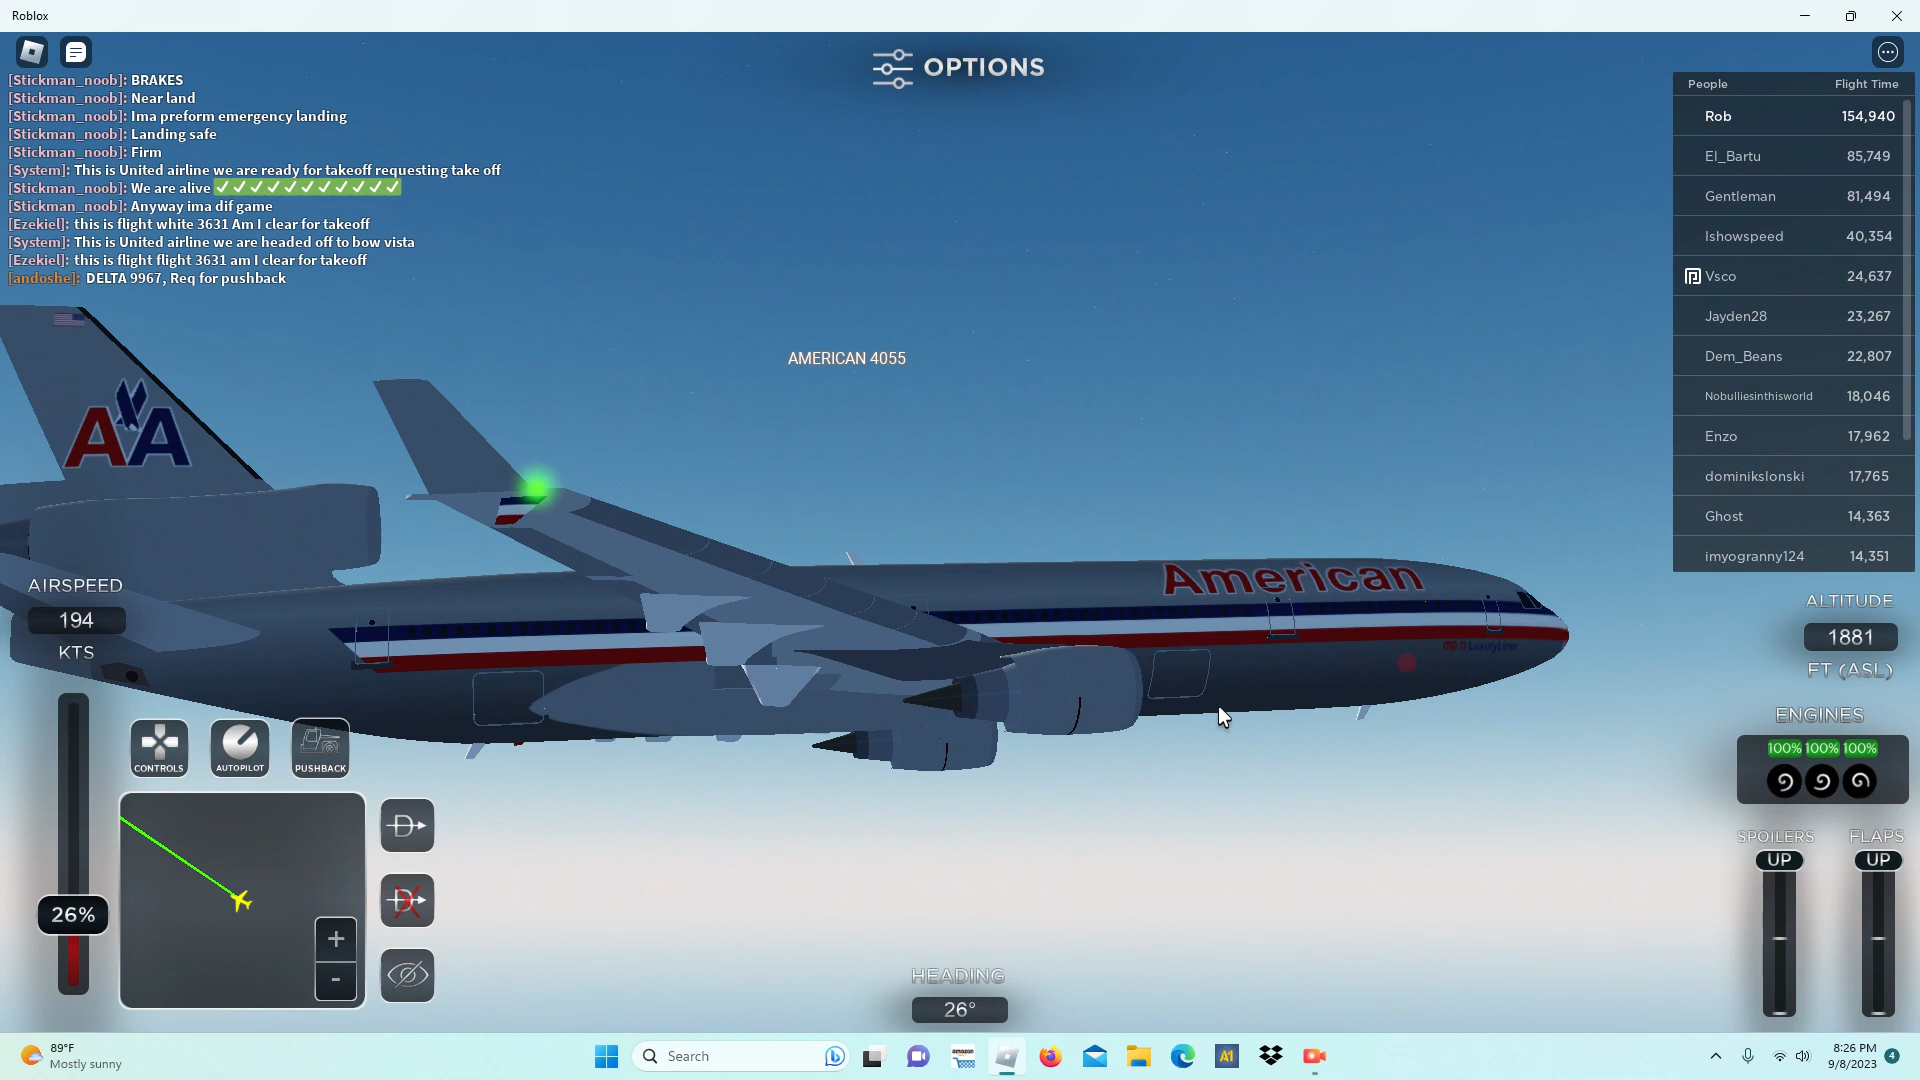 Roblox
[Stickman_noob]: BRAKES
[Stickman_noob]: Near land
[Stickman_noob]: Ima preform emergency landing
[Stickman_noob]: Landing safe
[Stickman_noob]: Firm
[System]: This is United airline we are ready for takeoff requesting take off
[Stickman_noob]: We are alive ✅✅✅✅✅✅✅✅✅✅✅
[Stickman_noob]: Anyway ima dif game
[Ezekiel]: this is flight white 3631 Am I clear for takeoff
[System]: This is United airline we are headed off to bow vista
[Ezekiel]: this is flight flight 3631 am I clear for takeoff
[andoshe]: DELTA 9967, Req for pushback
OPTIONS
People Flight Time
Rob 154,940
El_Bartu 85,749
Gentleman 81,494
Ishowspeed 40,354
Vsco 24,637
Jayden28 23,267
Dem_Beans 22,807
Nobulliesinthisworld 18,046
Enzo 17,962
dominikslonski 17,765
Ghost 14,363
imyogranny124 14,351
AMERICAN 4055
AA
American
LuxuryLiner
AIRSPEED
194
KTS
ALTITUDE
1881
FT (ASL)
ENGINES
100% 100% 100%
SPOILERS FLAPS
UP UP
CONTROLS
AUTOPILOT
PUSHBACK
26%
+
-
HEADING
26°
89°F
Mostly sunny
Search
amazon
A1
8:26 PM
9/8/2023
4